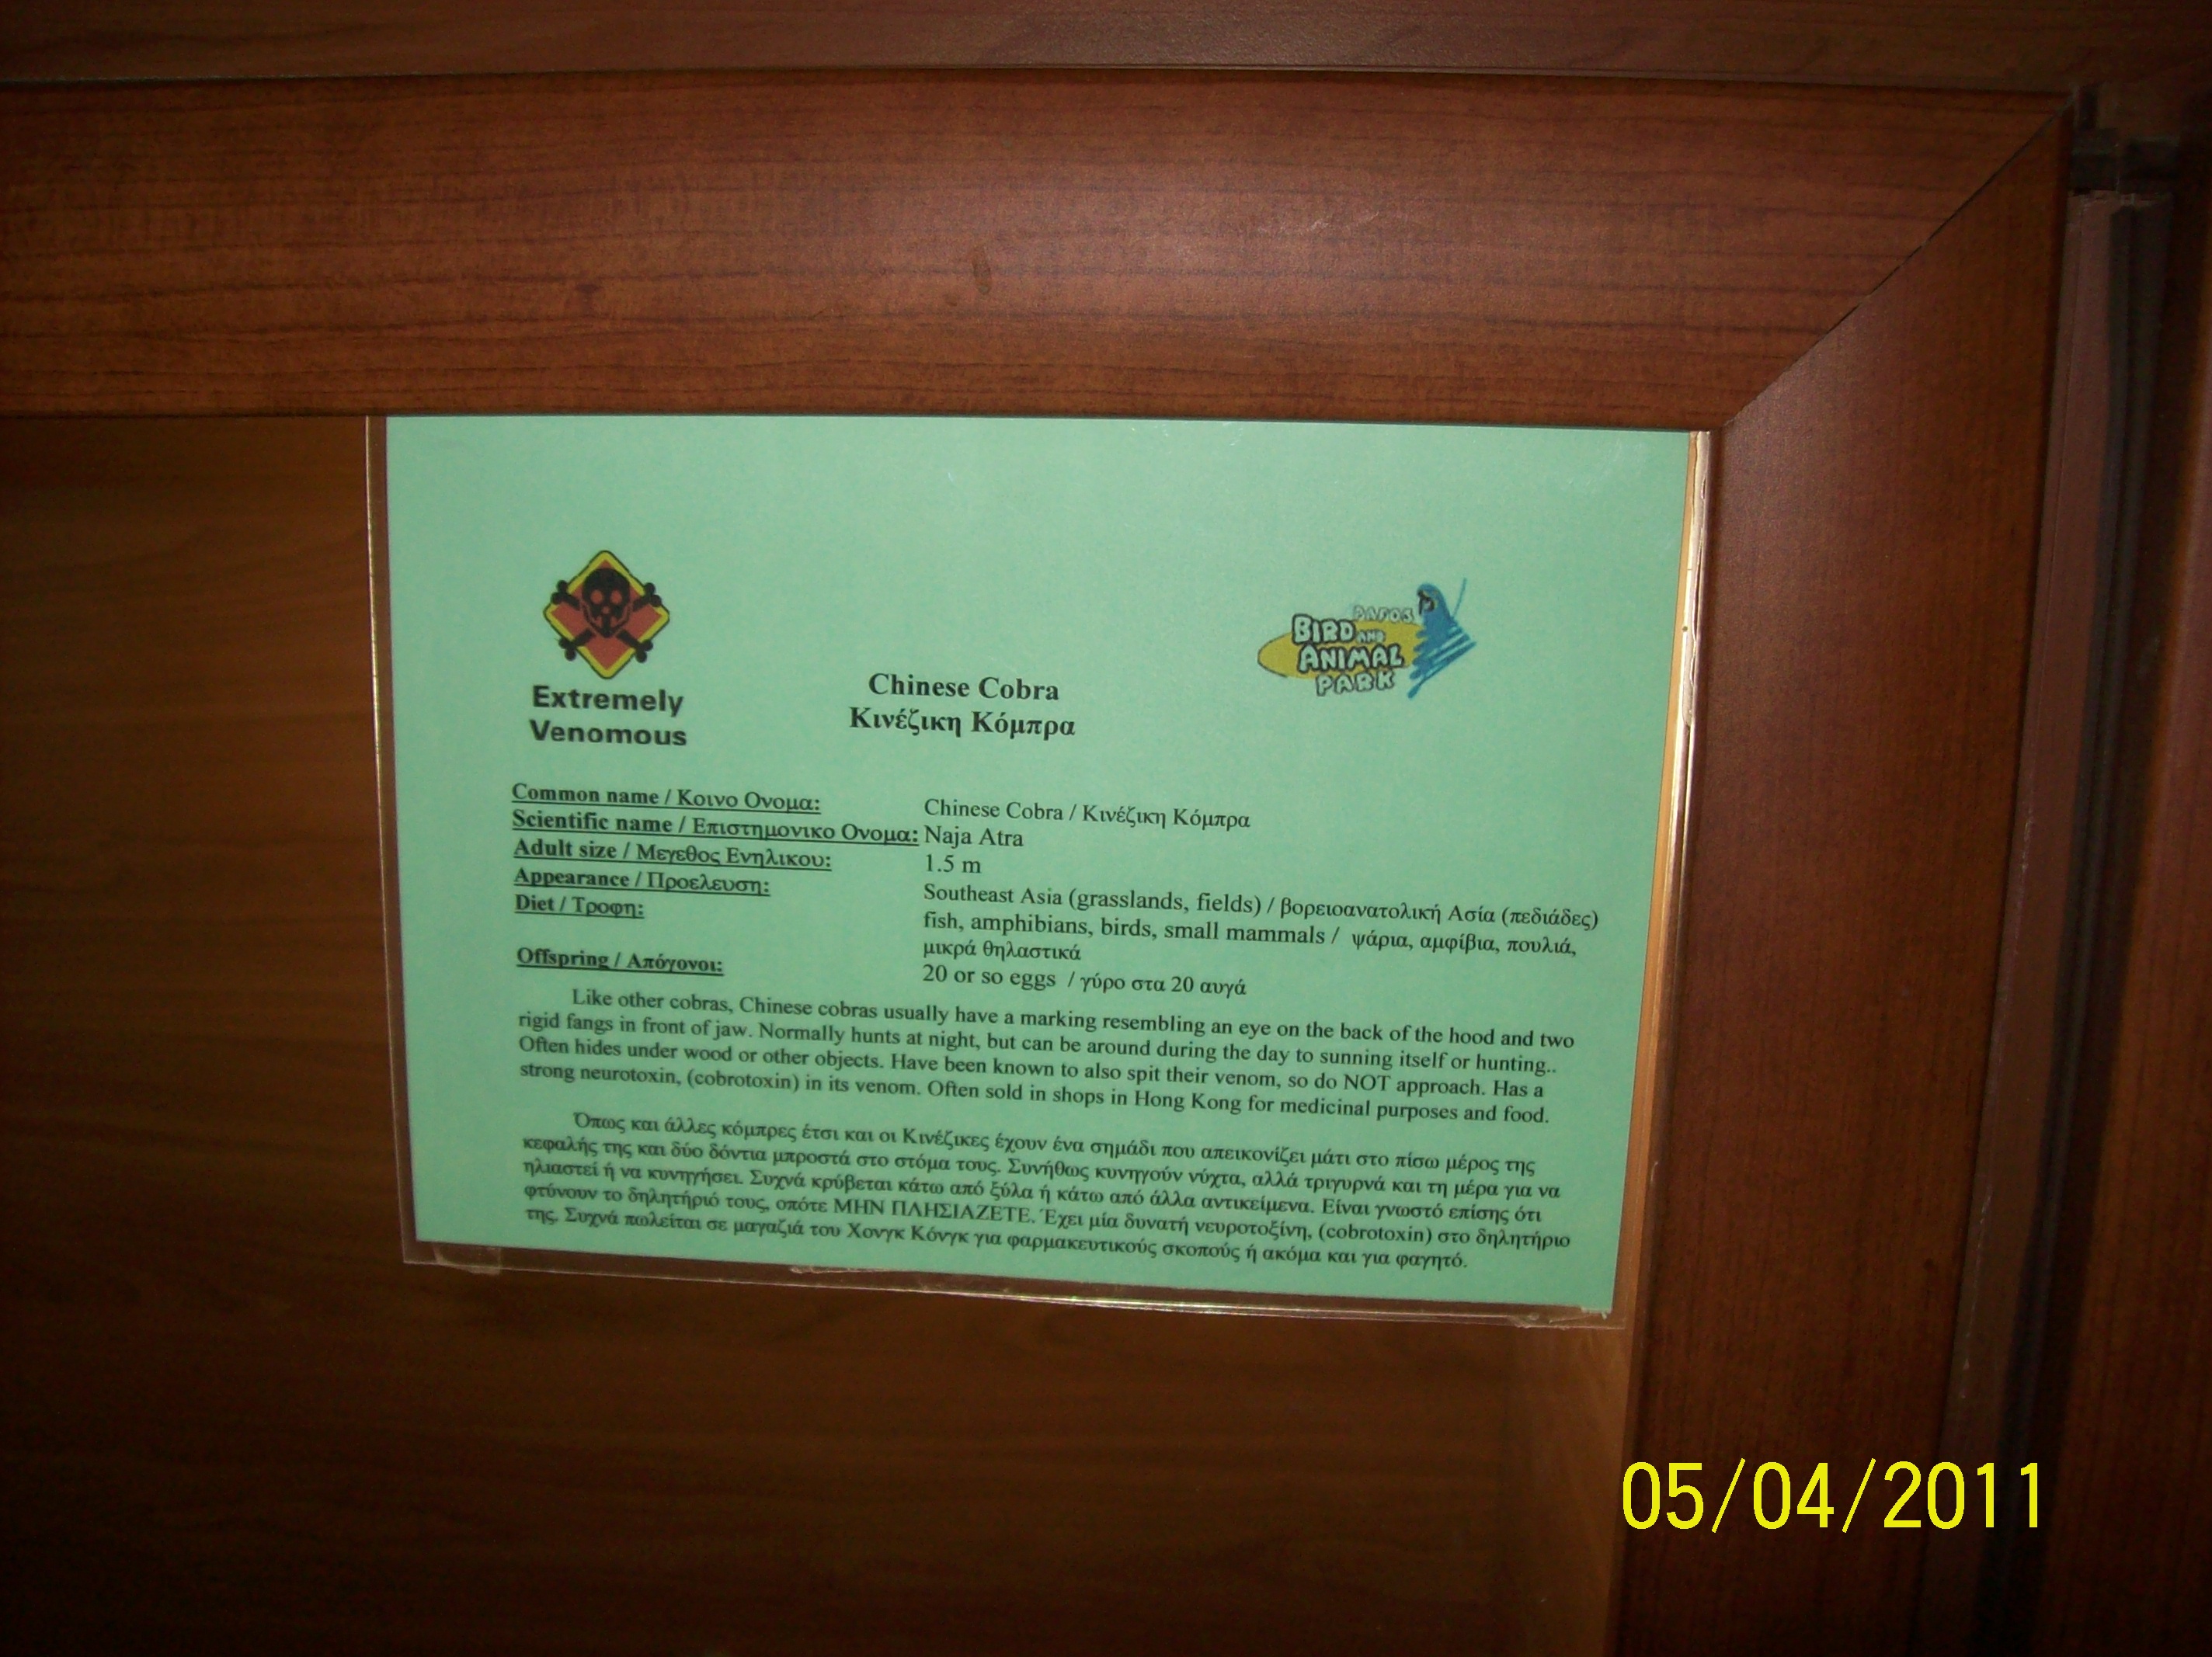 Extremely
Venomous
Chinese Cobra
Κινέζικη Κόμπρα
PAFOS
BIRD AND
ANIMAL
PARK
Common name / Κοινο Ονομα: Chinese Cobra / Κινέζικη Κόμπρα
Scientific name / Επιστημονικο Ονομα: Naja Atra
Adult size / Μεγεθος Ενηλικου: 1.5 m
Appearance / Προελευση: Southeast Asia (grasslands, fields) / βορειοανατολική Ασία (πεδιάδες)
Diet / Τροφη: fish, amphibians, birds, small mammals / ψάρια, αμφίβια, πουλιά,
μικρά θηλαστικά
Offspring / Απόγονοι: 20 or so eggs / γύρο στα 20 αυγά
Like other cobras, Chinese cobras usually have a marking resembling an eye on the back of the hood and two
rigid fangs in front of jaw. Normally hunts at night, but can be around during the day to sunning itself or hunting..
Often hides under wood or other objects. Have been known to also spit their venom, so do NOT approach. Has a
strong neurotoxin, (cobrotoxin) in its venom. Often sold in shops in Hong Kong for medicinal purposes and food.
Όπως και άλλες κόμπρες έτσι και οι Κινέζικες έχουν ένα σημάδι που απεικονίζει μάτι στο πίσω μέρος της
κεφαλής της και δύο δόντια μπροστά στο στόμα τους. Συνήθως κυνηγούν νύχτα, αλλά τριγυρνά και τη μέρα για να
ηλιαστεί ή να κυνηγήσει. Συχνά κρύβεται κάτω από ξύλα ή κάτω από άλλα αντικείμενα. Είναι γνωστό επίσης ότι
φτύνουν το δηλητήριό τους, οπότε ΜΗΝ ΠΛΗΣΙΑΖΕΤΕ. Έχει μία δυνατή νευροτοξίνη, (cobrotoxin) στο δηλητήριο
της. Συχνά πωλείται σε μαγαζιά του Χονγκ Κόνγκ για φαρμακευτικούς σκοπούς ή ακόμα και για φαγητό.
05/04/2011